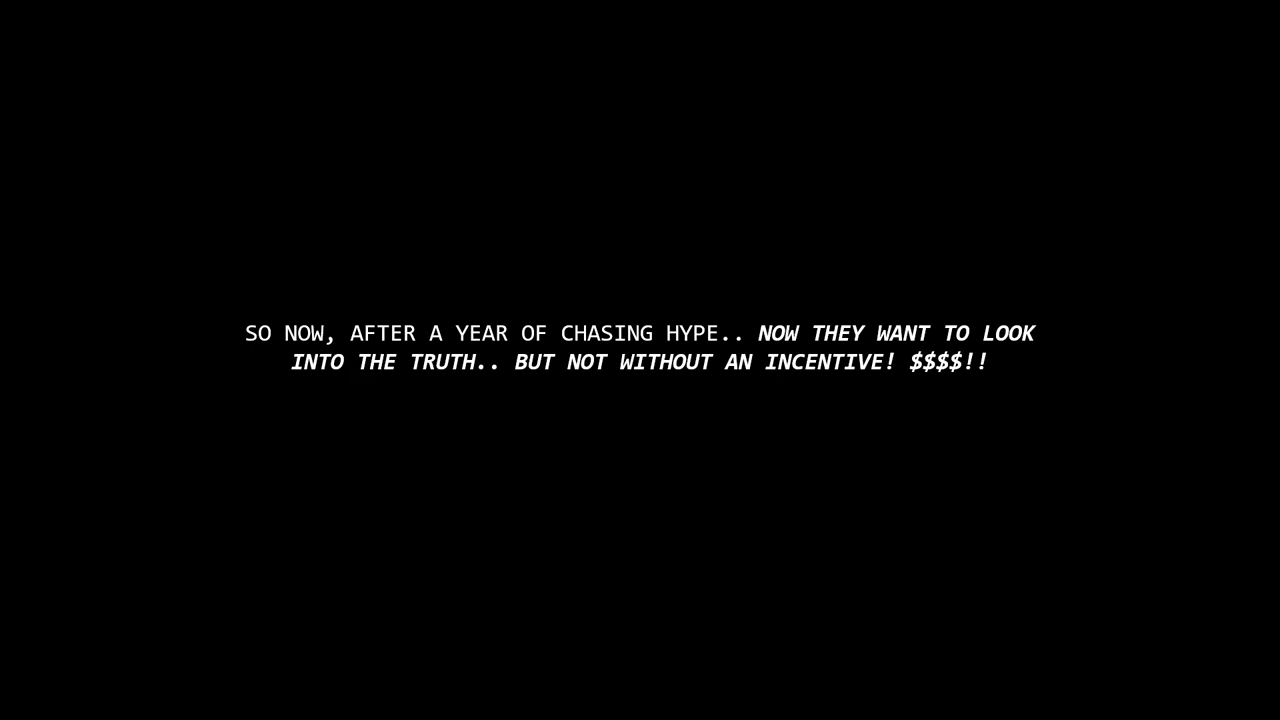 SO NOW, AFTER A YEAR OF CHASING HYPE.. NOW THEY WANT TO LOOK
INTO THE TRUTH.. BUT NOT WITHOUT AN INCENTIVE! $$$$!!